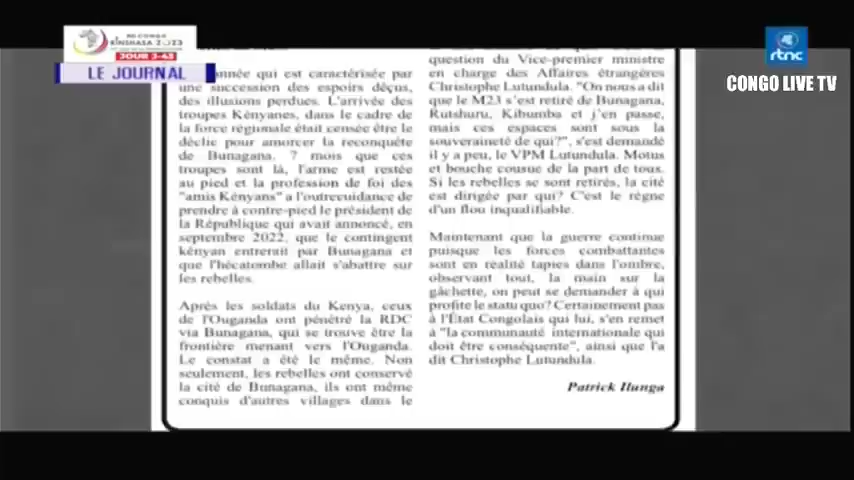 RD CONGO
KINSHASA 2023
JOUR J-43
LE JOURNAL
rtnc
CONGO LIVE TV
année qui est caractérisée par
une succession des espoirs déçus,
des illusions perdues. L'arrivée des
troupes Kényanes, dans le cadre de
la force régionale était censée être le
déclic pour amorcer la reconquête
de Bunagana. ? mois que ces
troupes sont là, l'arme est restée
au pied et la profession de foi des
"amis Kényans" a l'outrecuidance de
prendre à contre-pied le président de
la République qui avait annoncé, en
septembre 2022, que le contingent
kényan entrerait par Bunagana et
que l'hécatombe allait s'abattre sur
les rebelles.
Après les soldats du Kenya, ceux
de l'Ouganda ont pénétré la RDC
via Bunagana, qui se trouve être la
frontière menant vers l'Ouganda.
Le constat a été le même. Non
seulement, les rebelles ont conservé
la cité de Bunagana, ils ont même
conquis d'autres villages dans le
question du Vice-premier ministre
en charge des Affaires étrangères
Christophe Lutundula. "On nous a dit
que le M23 s'est retiré de Bunagana,
Rutshuru, Kibumba et j'en passe,
mais ces espaces sont sous la
souveraineté de qui?", s'est demandé
il y a peu, le VPM Lutundula. Motus
et bouche cousue de la part de tous.
Si les rebelles se sont retirés, la cité
est dirigée par qui? C'est le règne
d'un flou inqualifiable.
Maintenant que la guerre continue
puisque les forces combattantes
sont en réalité tapies dans l'ombre,
observant tout, la main sur la
gâchette, on peut se demander à qui
profite le statu quo? Certainement pas
à l'État Congolais qui lui, s'en remet
à "la communauté internationale qui
doit être conséquente", ainsi que l'a
dit Christophe Lutundula.
Patrick Ilunga